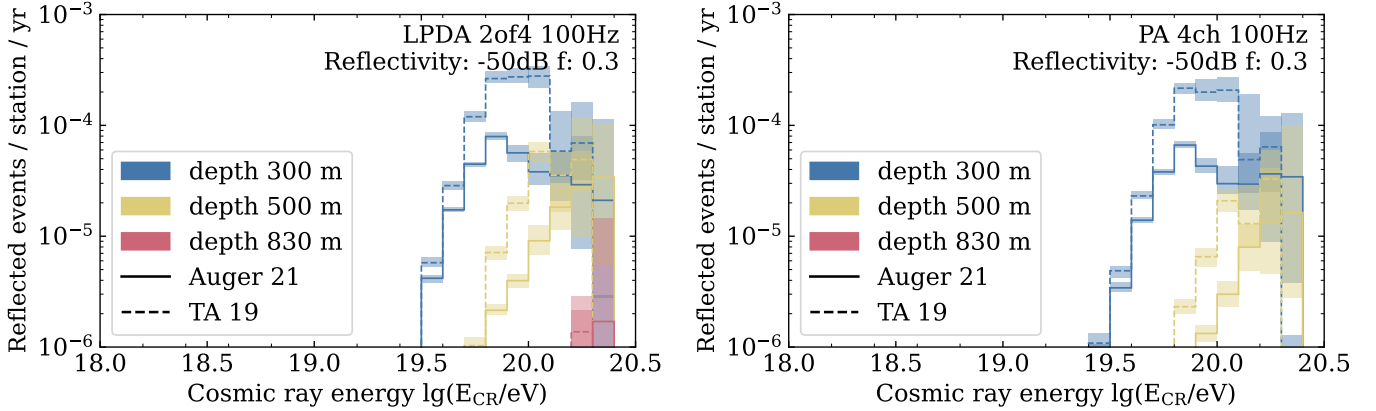 LPDA 2of4 100Hz
Reflectivity: -50dB f: 0.3
Reflected events / station / yr
10⁻³
10⁻⁴
10⁻⁵
10⁻⁶
depth 300 m
depth 500 m
depth 830 m
Auger 21
TA 19
18.0 18.5 19.0 19.5 20.0 20.5
Cosmic ray energy lg(E_CR/eV)
PA 4ch 100Hz
Reflectivity: -50dB f: 0.3
Reflected events / station / yr
10⁻³
10⁻⁴
10⁻⁵
10⁻⁶
depth 300 m
depth 500 m
depth 830 m
Auger 21
TA 19
18.0 18.5 19.0 19.5 20.0 20.5
Cosmic ray energy lg(E_CR/eV)